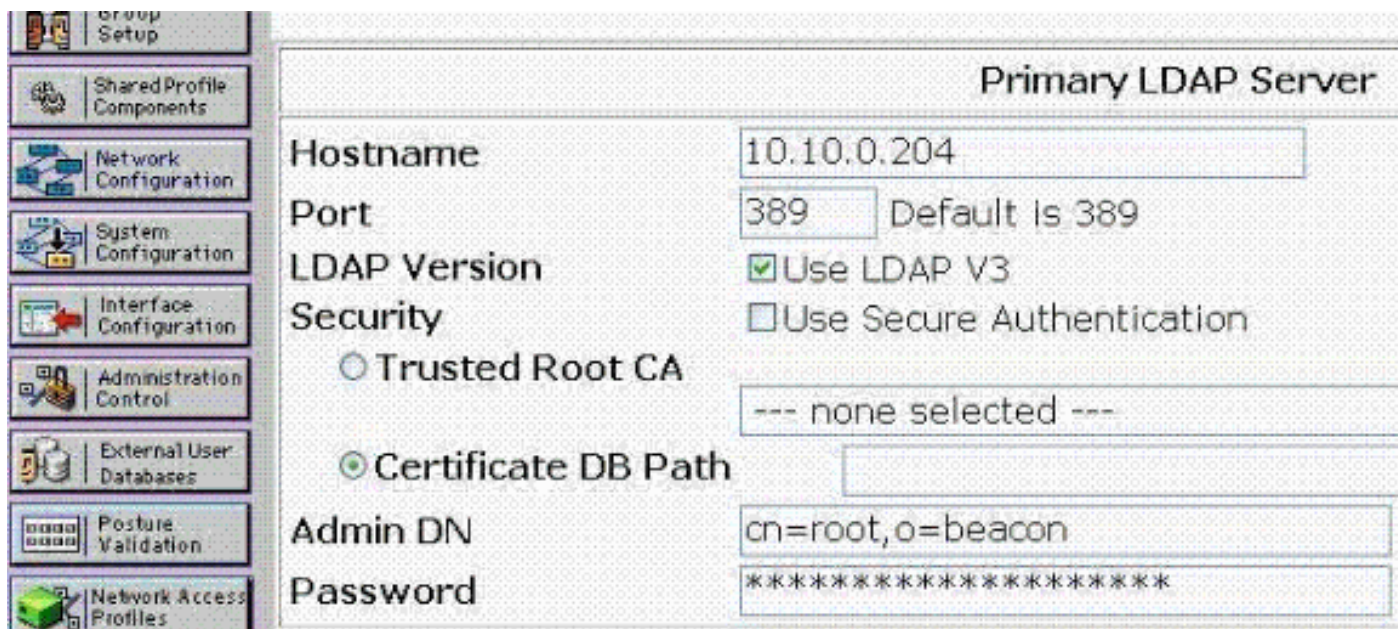 Group
Setup
Shared Profile
Components
Network
Configuration
System
Configuration
Interface
Configuration
Administration
Control
External User
Databases
Posture
Validation
Network Access
Profiles
Primary LDAP Server
Hostname
10.10.0.204
Port
389
Default is 389
LDAP Version
Use LDAP V3
Security
Use Secure Authentication
Trusted Root CA
--- none selected ---
Certificate DB Path
Admin DN
cn=root,o=beacon
Password
********************